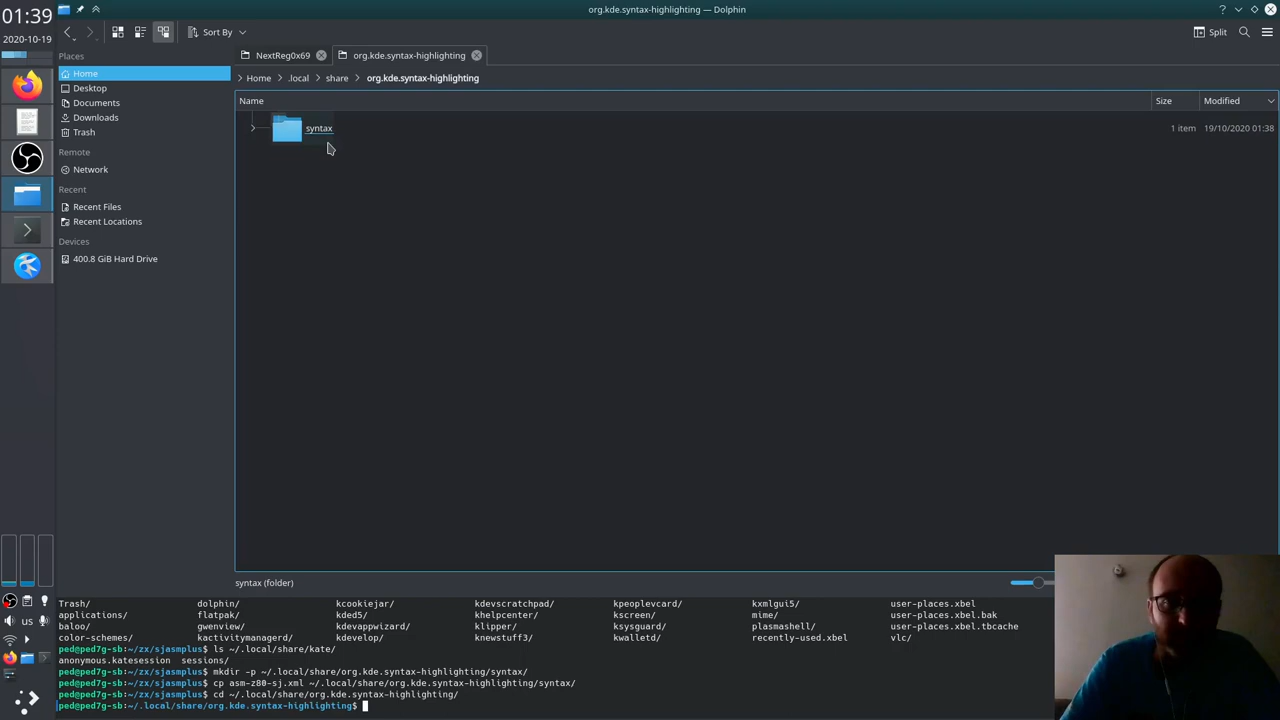 01:39
2020-10-19
org.kde.syntax-highlighting — Dolphin
Sort By
Split
Places
Home
Desktop
Documents
Downloads
Trash
Remote
Network
Recent
Recent Files
Recent Locations
Devices
400.8 GiB Hard Drive
NextReg0x69
org.kde.syntax-highlighting
Home > .local > share > org.kde.syntax-highlighting
Name Size Modified
syntax 1 item 19/10/2020 01:38
syntax (folder)
Trash/ dolphin/ kcookiejar/ kdevscratchpad/ kpeoplevcard/ kxmlgui5/ user-places.xbel
applications/ flatpak/ kded5/ khelpcenter/ kscreen/ mime/ user-places.xbel.bak
baloo/ gwenview/ kdevappwizard/ klipper/ ksysguard/ plasmashell/ user-places.xbel.tbcache
color-schemes/ kactivitymanagerd/ kdevelop/ knewstuff3/ kwalletd/ recently-used.xbel vlc/
ped@ped7g-sb:~/zx/sjasmplus$ ls ~/.local/share/kate/
anonymous.katesession sessions/
ped@ped7g-sb:~/zx/sjasmplus$ mkdir -p ~/.local/share/org.kde.syntax-highlighting/syntax/
ped@ped7g-sb:~/zx/sjasmplus$ cp asm-z80-sj.xml ~/.local/share/org.kde.syntax-highlighting/syntax/
ped@ped7g-sb:~/zx/sjasmplus$ cd ~/.local/share/org.kde.syntax-highlighting/
ped@ped7g-sb:~/.local/share/org.kde.syntax-highlighting$
us